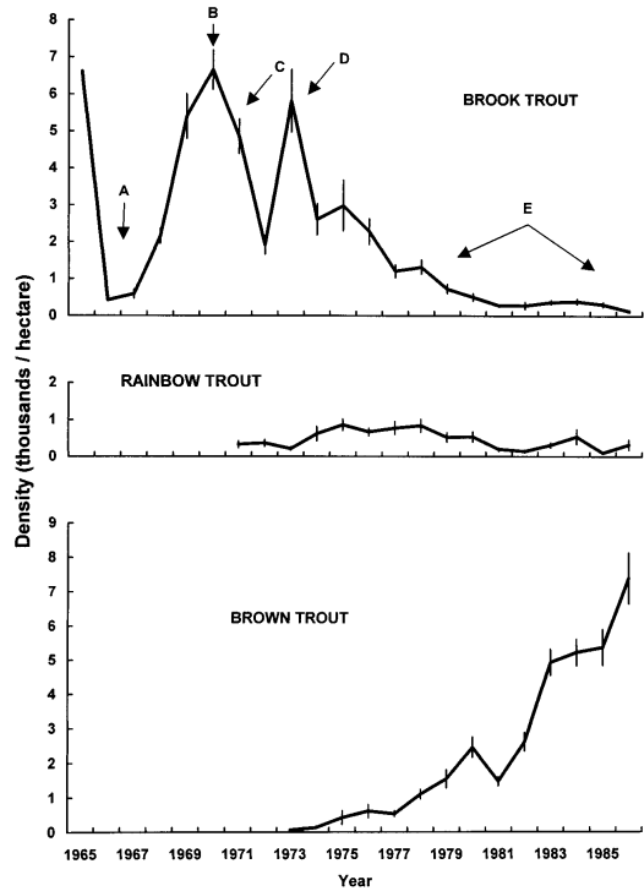 8
7
6
5
4
3
2
1
0
A
B
C
D
E
BROOK TROUT
Density (thousands / hectare)
RAINBOW TROUT
2
1
0
BROWN TROUT
9
8
7
6
5
4
3
2
1
0
1965 1967 1969 1971 1973 1975 1977 1979 1981 1983 1985
Year